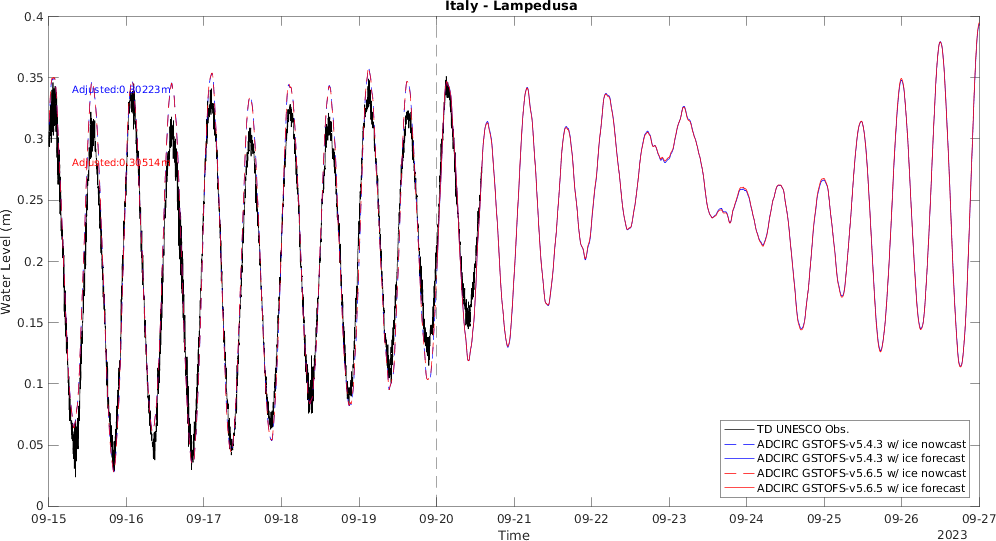 Italy - Lampedusa
0.4
0.35
0.3
0.25
0.2
0.15
0.1
0.05
0
Water Level (m)
Adjusted:0.30223m
Adjusted:0.30514m
TD UNESCO Obs.
ADCIRC GSTOFS-v5.4.3 w/ ice nowcast
ADCIRC GSTOFS-v5.4.3 w/ ice forecast
ADCIRC GSTOFS-v5.6.5 w/ ice nowcast
ADCIRC GSTOFS-v5.6.5 w/ ice forecast
09-15 09-16 09-17 09-18 09-19 09-20 09-21 09-22 09-23 09-24 09-25 09-26 09-27
Time
2023